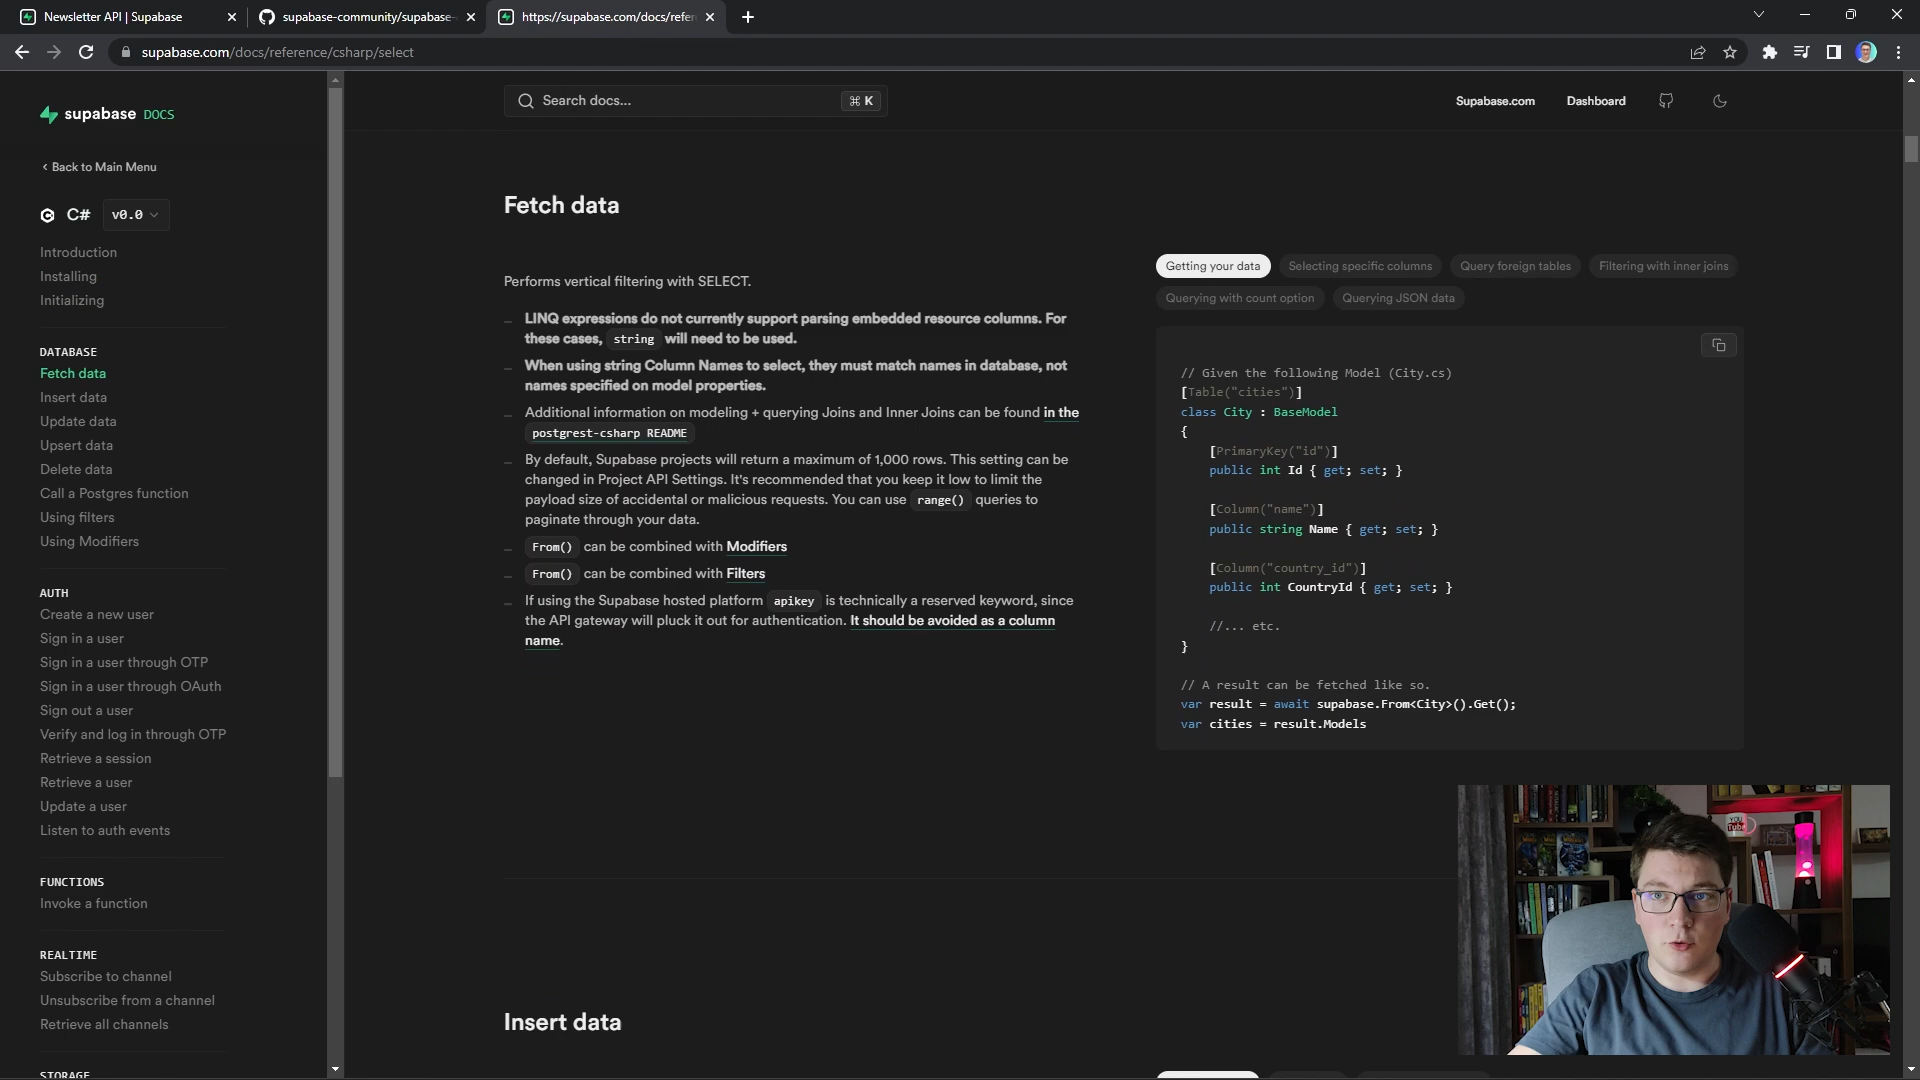 Newsletter API | Supabase
supabase-community/supabase-
https://supabase.com/docs/refer
supabase.com/docs/reference/csharp/select
supabase DOCS
Search docs...
⌘ K
Supabase.com
Dashboard
‹ Back to Main Menu
C# v0.0
Introduction
Installing
Initializing
DATABASE
Fetch data
Insert data
Update data
Upsert data
Delete data
Call a Postgres function
Using filters
Using Modifiers
AUTH
Create a new user
Sign in a user
Sign in a user through OTP
Sign in a user through OAuth
Sign out a user
Verify and log in through OTP
Retrieve a session
Retrieve a user
Update a user
Listen to auth events
FUNCTIONS
Invoke a function
REALTIME
Subscribe to channel
Unsubscribe from a channel
Retrieve all channels
STORAGE
Fetch data
Performs vertical filtering with SELECT.
LINQ expressions do not currently support parsing embedded resource columns. For
these cases, string will need to be used.
When using string Column Names to select, they must match names in database, not
names specified on model properties.
Additional information on modeling + querying Joins and Inner Joins can be found in the
postgrest-csharp README
By default, Supabase projects will return a maximum of 1,000 rows. This setting can be
changed in Project API Settings. It's recommended that you keep it low to limit the
payload size of accidental or malicious requests. You can use range() queries to
paginate through your data.
From() can be combined with Modifiers
From() can be combined with Filters
If using the Supabase hosted platform apikey is technically a reserved keyword, since
the API gateway will pluck it out for authentication. It should be avoided as a column
name.
Getting your data
Selecting specific columns
Query foreign tables
Filtering with inner joins
Querying with count option
Querying JSON data
// Given the following Model (City.cs)
[Table("cities")]
class City : BaseModel
{
[PrimaryKey("id")]
public int Id { get; set; }
[Column("name")]
public string Name { get; set; }
[Column("country_id")]
public int CountryId { get; set; }
//... etc.
}
// A result can be fetched like so.
var result = await supabase.From<City>().Get();
var cities = result.Models
Insert data
YOU